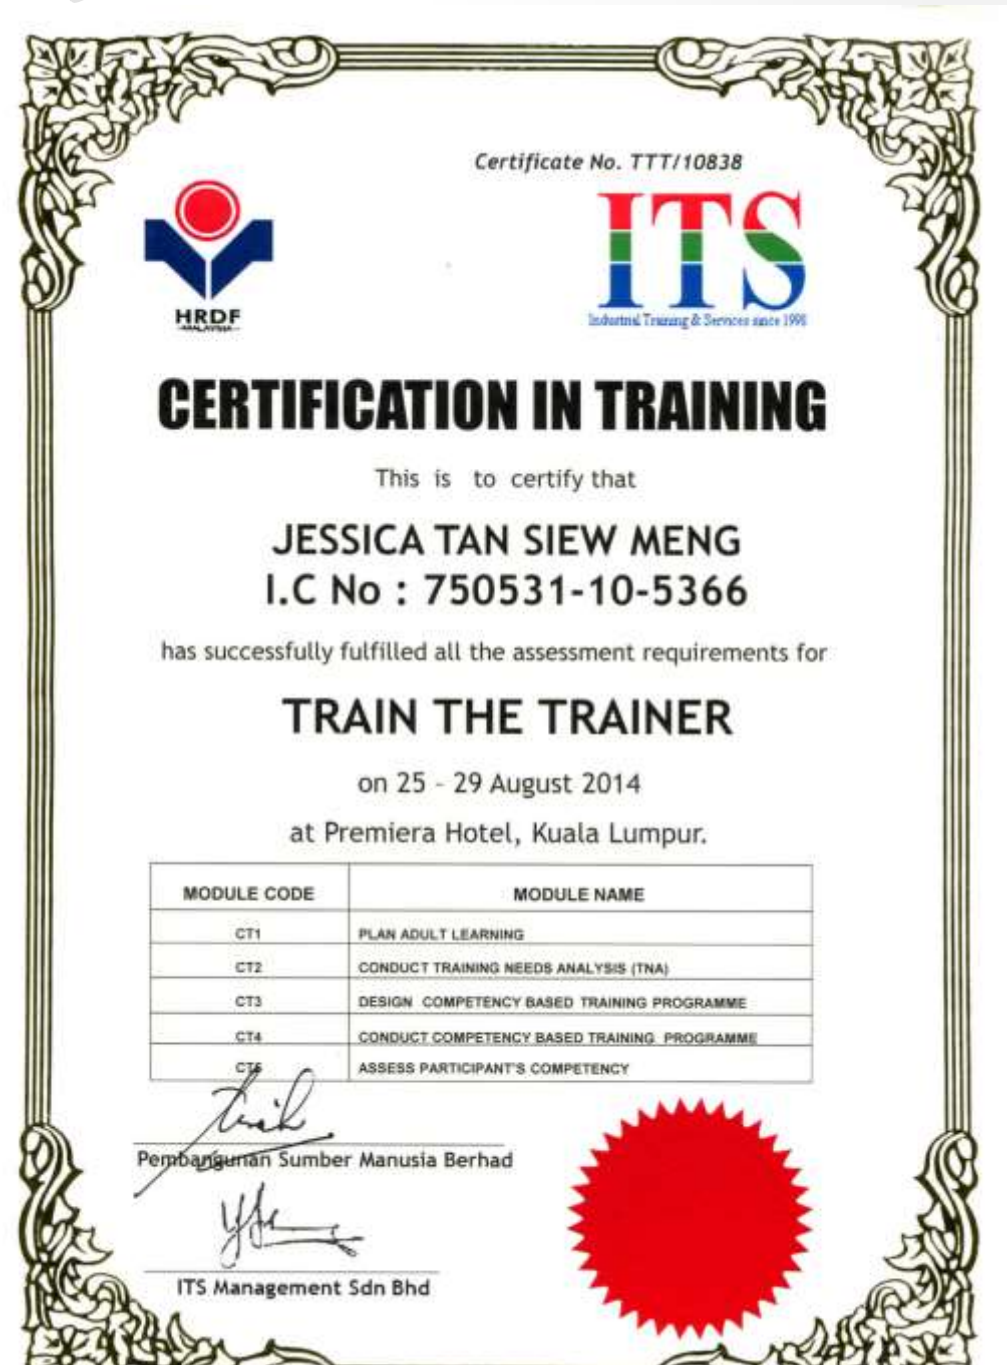 Certificate No. TTT/10838
HRDF
MALAYSIA
ITS
Industrial Training & Services since 1998
CERTIFICATION IN TRAINING
This is to certify that
JESSICA TAN SIEW MENG
I.C No : 750531-10-5366
has successfully fulfilled all the assessment requirements for
TRAIN THE TRAINER
on 25 - 29 August 2014
at Premiera Hotel, Kuala Lumpur.
MODULE CODE MODULE NAME
CT1 PLAN ADULT LEARNING
CT2 CONDUCT TRAINING NEEDS ANALYSIS (TNA)
CT3 DESIGN COMPETENCY BASED TRAINING PROGRAMME
CT4 CONDUCT COMPETENCY BASED TRAINING PROGRAMME
CT5 ASSESS PARTICIPANT'S COMPETENCY
Pembangunan Sumber Manusia Berhad
ITS Management Sdn Bhd